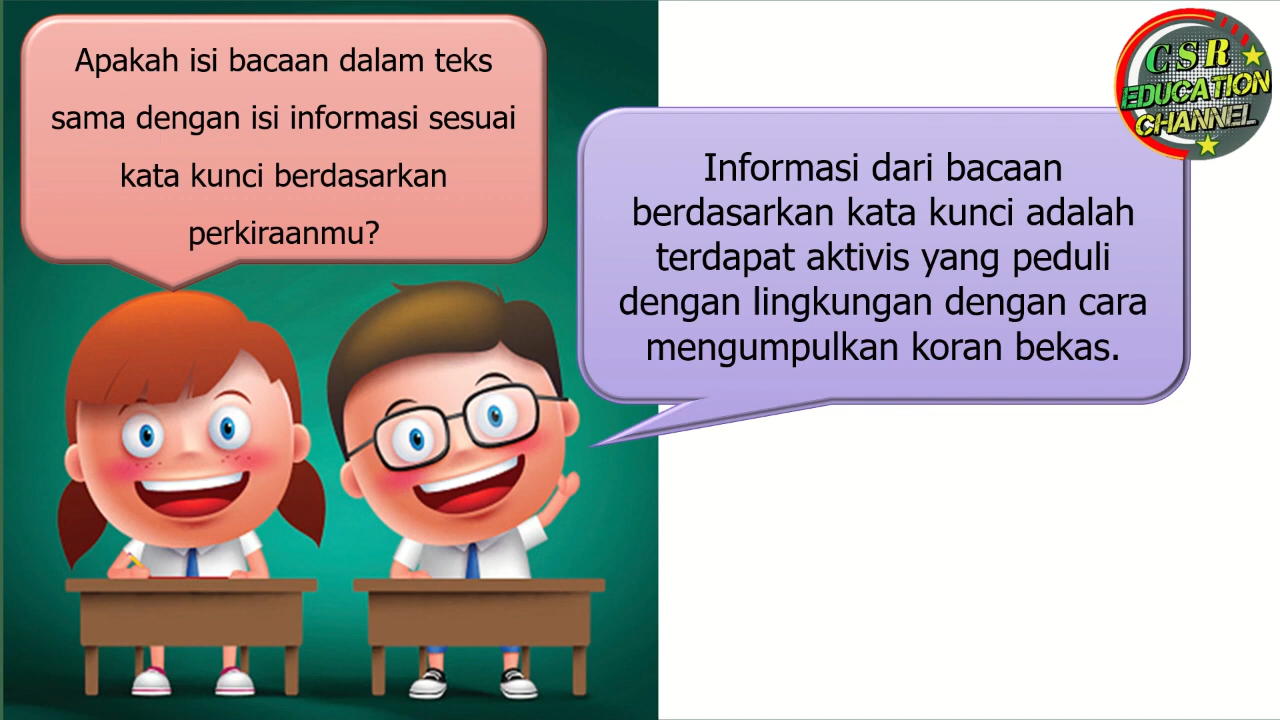 Apakah isi bacaan dalam teks
sama dengan isi informasi sesuai
kata kunci berdasarkan
perkiraanmu?
Informasi dari bacaan
berdasarkan kata kunci adalah
terdapat aktivis yang peduli
dengan lingkungan dengan cara
mengumpulkan koran bekas.
CSR
EDUCATION
CHANNEL